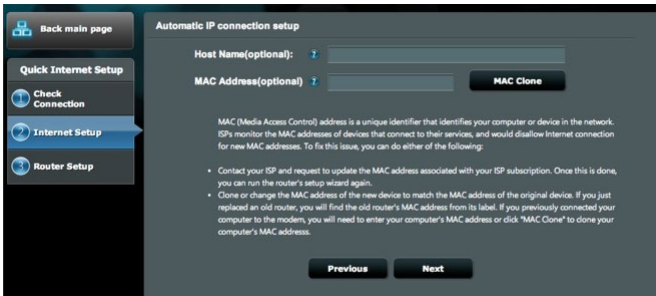 Back main page
Quick Internet Setup
1 Check
Connection
2 Internet Setup
3 Router Setup
Automatic IP connection setup
Host Name(optional): ?
MAC Address(optional) ? MAC Clone
MAC (Media Access Control) address is a unique identifier that identifies your computer or device in the network.
ISPs monitor the MAC addresses of devices that connect to their services, and would disallow Internet connection
for new MAC addresses. To fix this issue, you can do either of the following:
• Contact your ISP and request to update the MAC address associated with your ISP subscription. Once this is done,
you can run the router's setup wizard again.
• Clone or change the MAC address of the new device to match the MAC address of the original device. If you just
replaced an old router, you will find the old router's MAC address from its label. If you previously connected your
computer to the modem, you will need to enter your computer's MAC address or click "MAC Clone" to clone your
computer's MAC addresss.
Previous Next